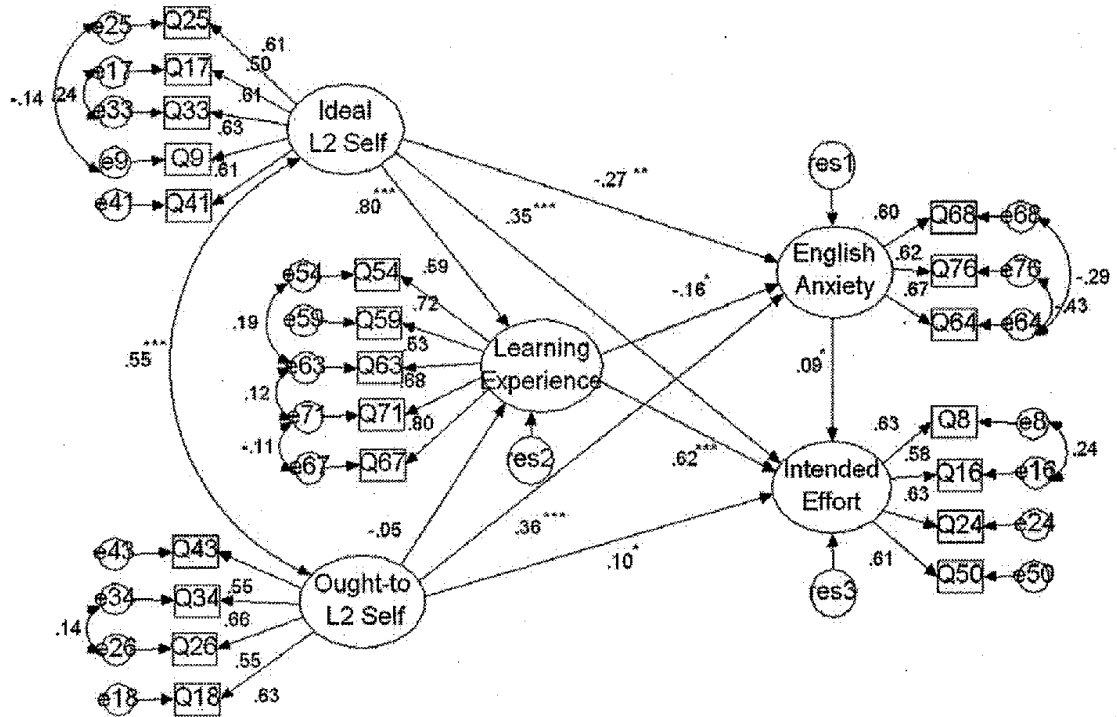 e25 Q25
.61
.50
e17 Q17
.61
-.14 .24
e33 Q33
.63
e9 Q9
.61
e41 Q41
Ideal
L2 Self
.80***
.35***
-.27**
res1
.60
Q68 e68
English
Anxiety
.62
Q76 e76
.67
-.29
Q64 e64
-.43
e54 Q54
.59
.72
.19
e59 Q59
.53
e63 Q63
.68
.12
e71 Q71
.80
-.11
e67 Q67
Learning
Experience
res2
-.16*
.09*
.55***
.62***
.63
Q8 e8
.58
.24
Intended
Effort
Q16 e16
.63
Q24 e24
.61
Q50 e50
res3
-.05
.36***
.10*
e43 Q43
.55
e34 Q34
.66
.14
e26 Q26
.55
e18 Q18
.63
Ought-to
L2 Self